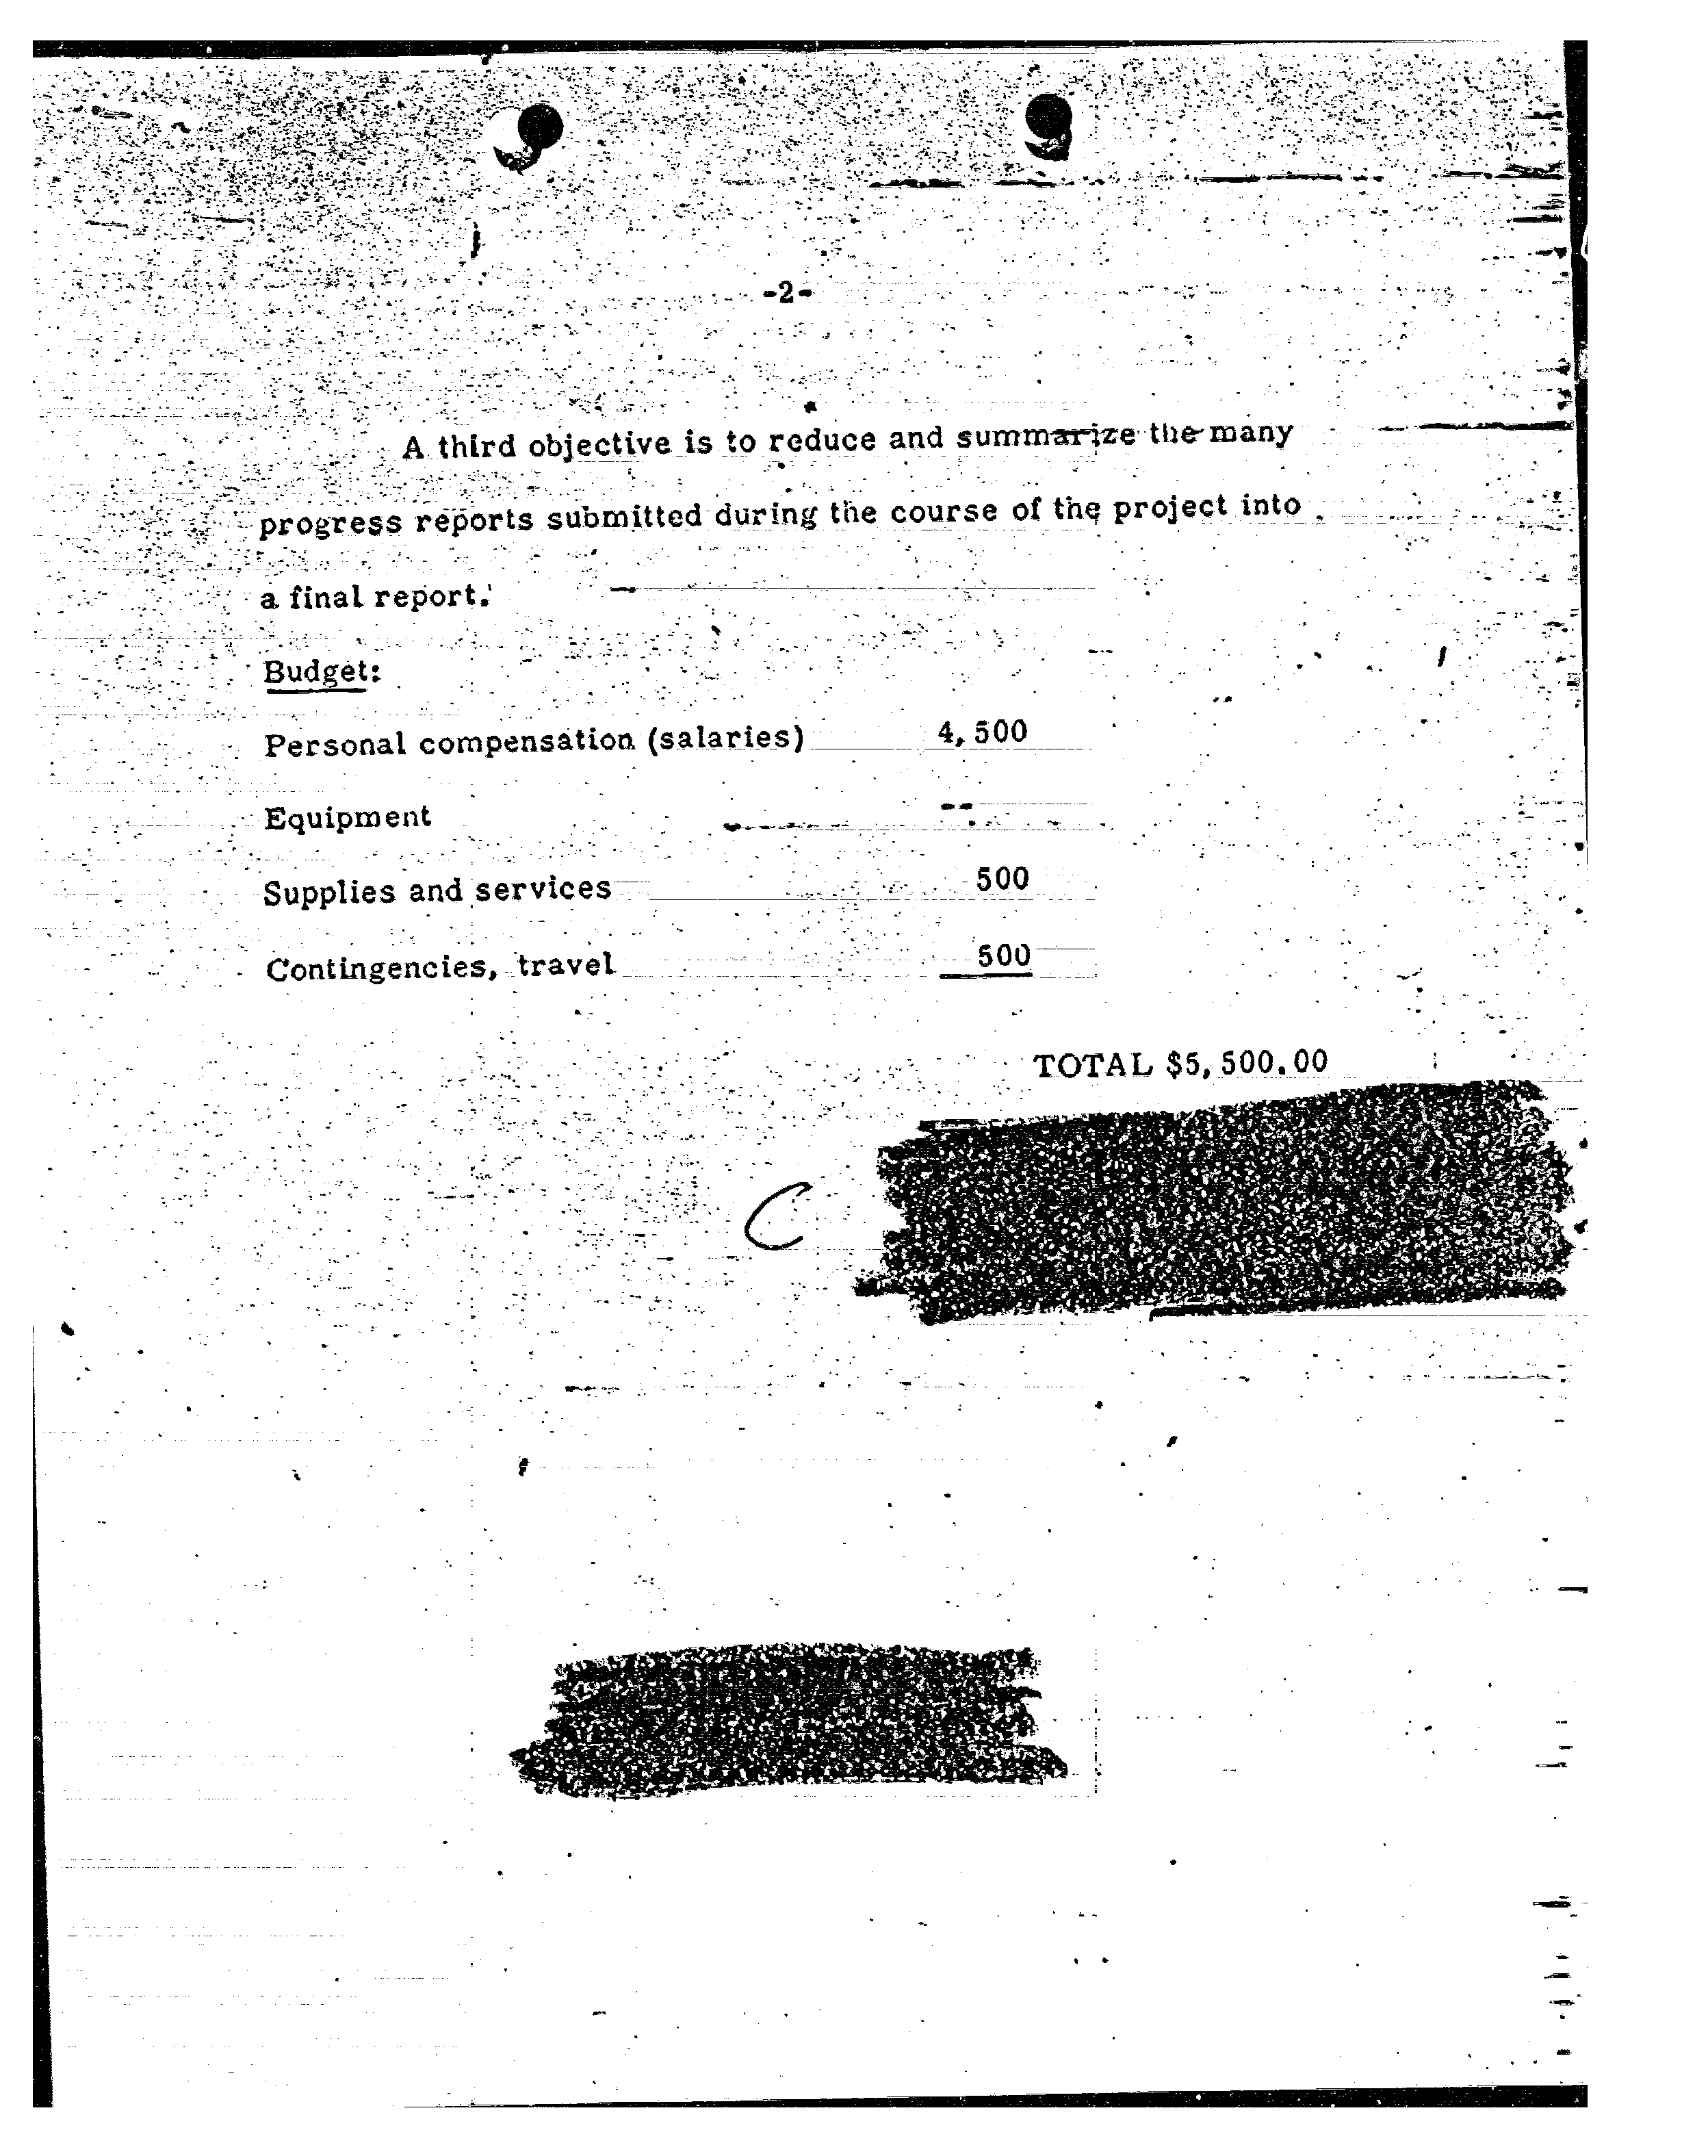 -2-
A third objective is to reduce and summarize the many
progress reports submitted during the course of the project into
a final report.
Budget:
Personal compensation (salaries) 4,500
Equipment --
Supplies and services 500
Contingencies, travel 500
TOTAL $5,500.00
C